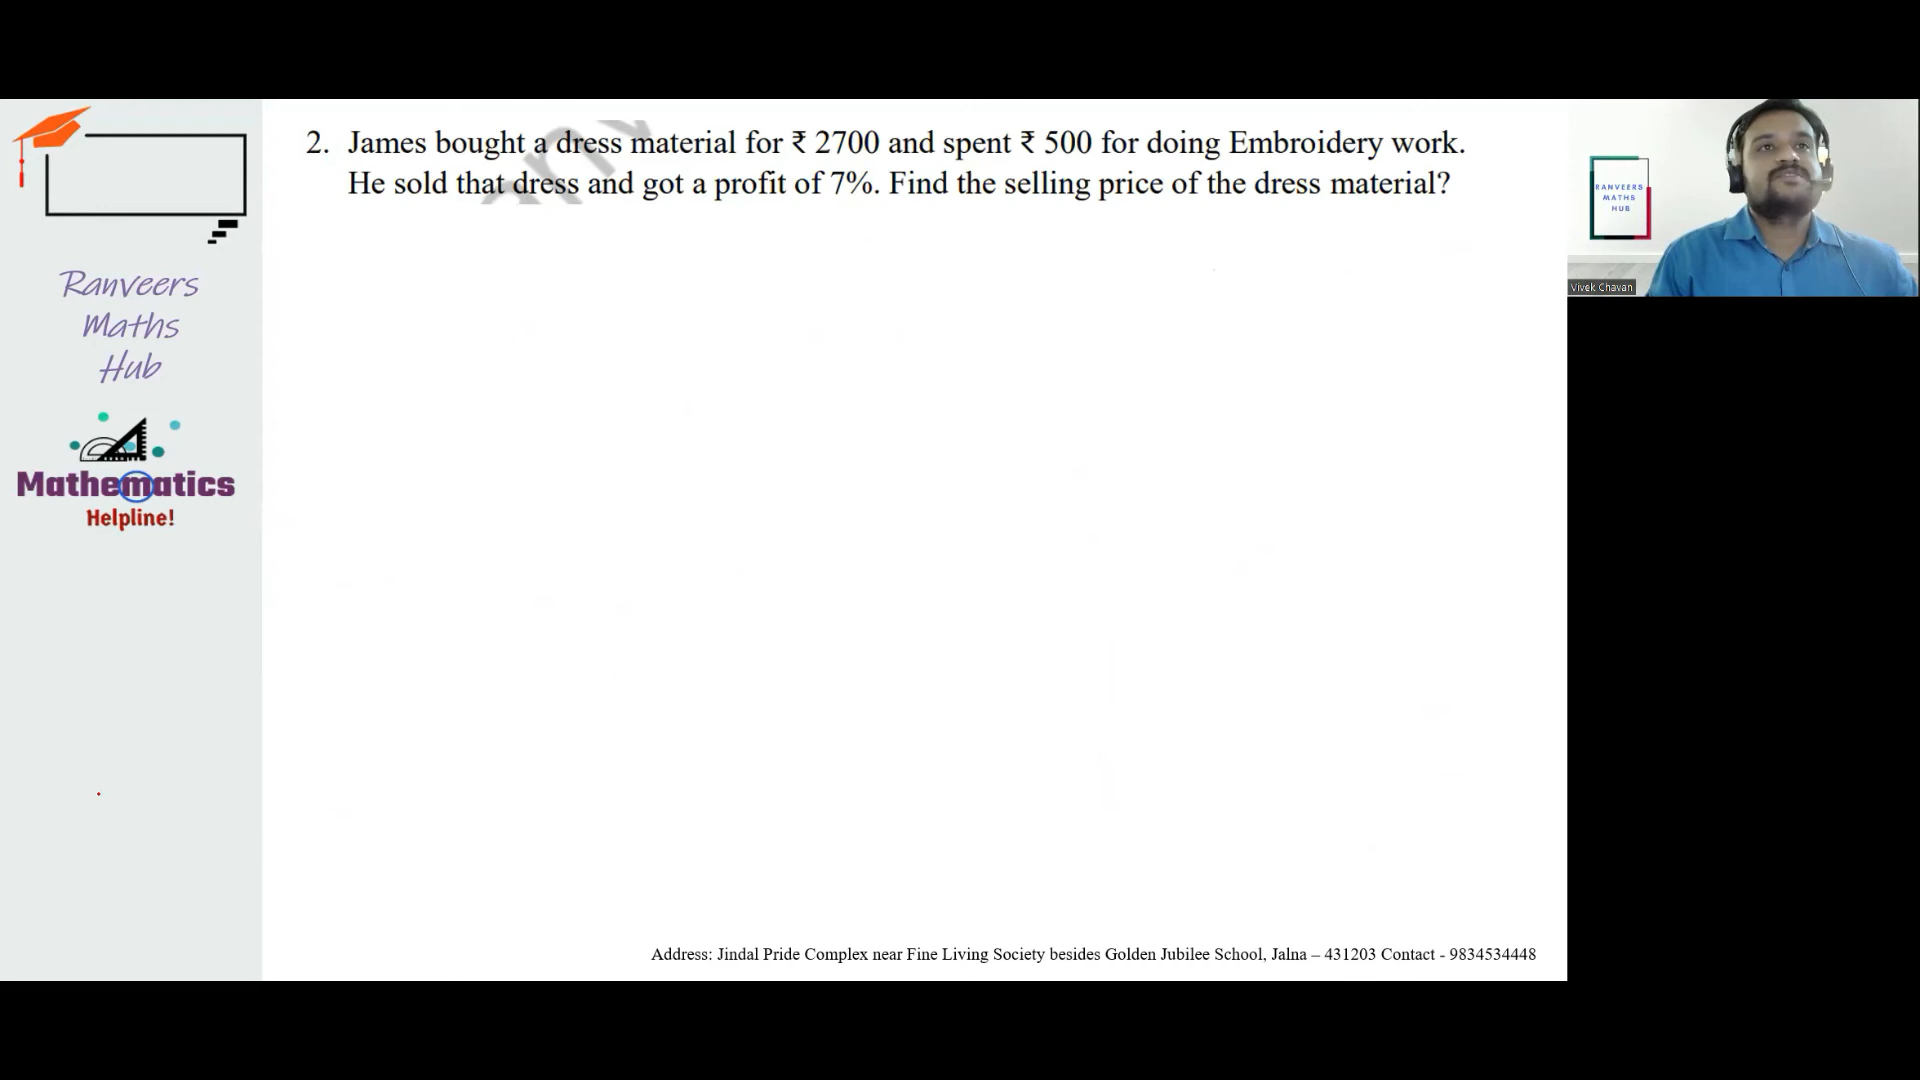 2. James bought a dress material for ₹ 2700 and spent ₹ 500 for doing Embroidery work.
He sold that dress and got a profit of 7%. Find the selling price of the dress material?
RANVEERS
MATHS
HUB
Vivek Chavan
Ranveers
Maths
Hub
Mathematics
Helpline!
Address: Jindal Pride Complex near Fine Living Society besides Golden Jubilee School, Jalna – 431203 Contact - 9834534448